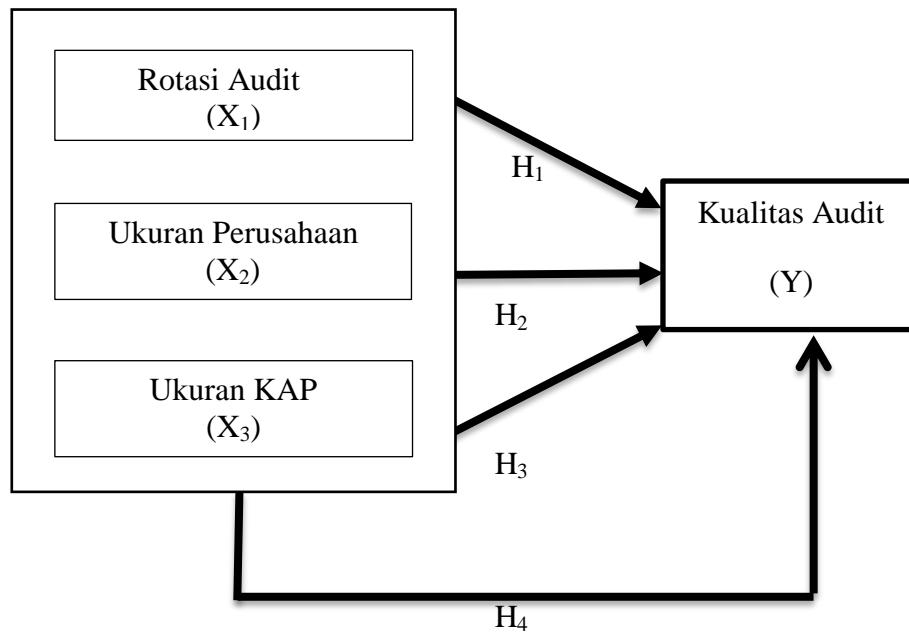 Rotasi Audit
(X₁)
H₁
Ukuran Perusahaan
(X₂)
Kualitas Audit
(Y)
H₂
Ukuran KAP
(X₃)
H₃
H₄